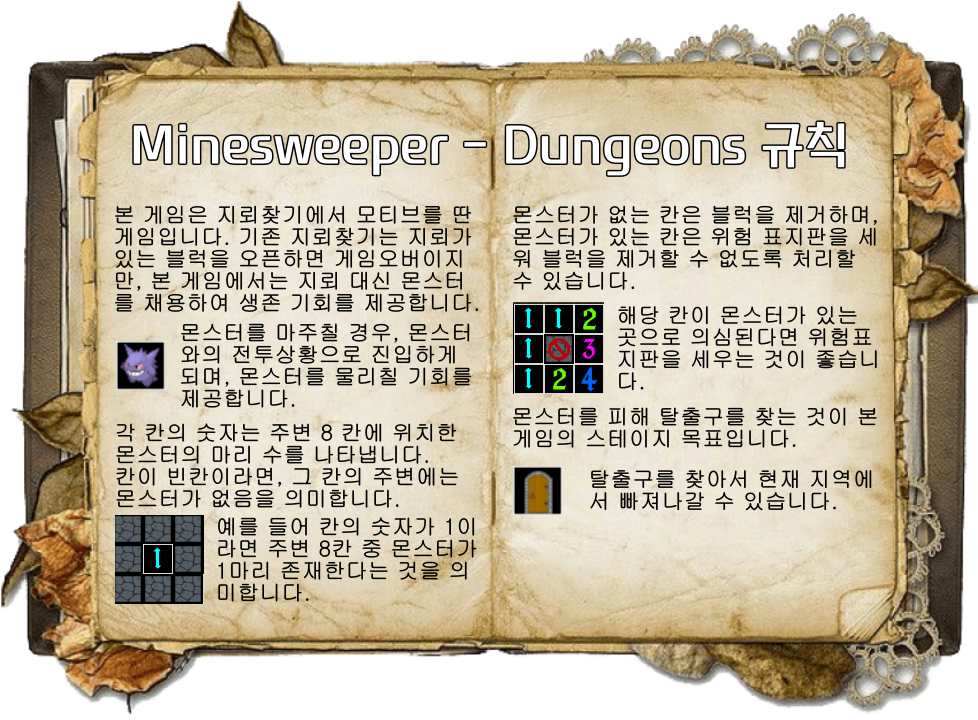 Minesweeper - Dungeons 규칙
본 게임은 지뢰찾기에서 모티브를 딴
게임입니다. 기존 지뢰찾기는 지뢰가
있는 블럭을 오픈하면 게임오버이지
만, 본 게임에서는 지뢰 대신 몬스터
를 채용하여 생존 기회를 제공합니다.
몬스터를 마주칠 경우, 몬스터
와의 전투상황으로 진입하게
되며, 몬스터를 물리칠 기회를
제공합니다.
각 칸의 숫자는 주변 8 칸에 위치한
몬스터의 마리 수를 나타냅니다.
칸이 빈칸이라면, 그 칸의 주변에는
몬스터가 없음을 의미합니다.
1
예를 들어 칸의 숫자가 1이
라면 주변 8칸 중 몬스터가
1마리 존재한다는 것을 의
미합니다.
몬스터가 없는 칸은 블럭을 제거하며,
몬스터가 있는 칸은 위험 표지판을 세
워 블럭을 제거할 수 없도록 처리할
수 있습니다.
1 1 2
1 3
1 2 4
해당 칸이 몬스터가 있는
곳으로 의심된다면 위험표
지판을 세우는 것이 좋습니
다.
몬스터를 피해 탈출구를 찾는 것이 본
게임의 스테이지 목표입니다.
탈출구를 찾아서 현재 지역에
서 빠져나갈 수 있습니다.